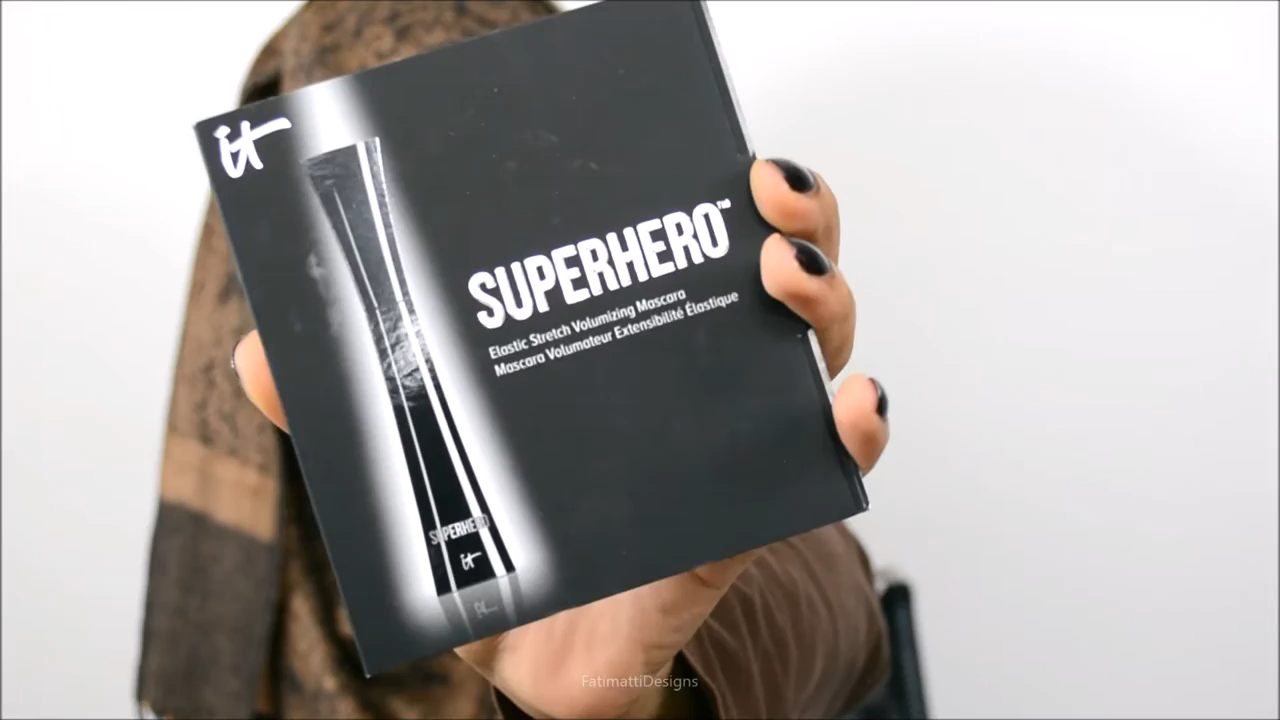 it
SUPERHERO™
Elastic Stretch Volumizing Mascara
Mascara Volumateur Extensibilité Élastique
SUPERHERO
it
FatimattiDesigns